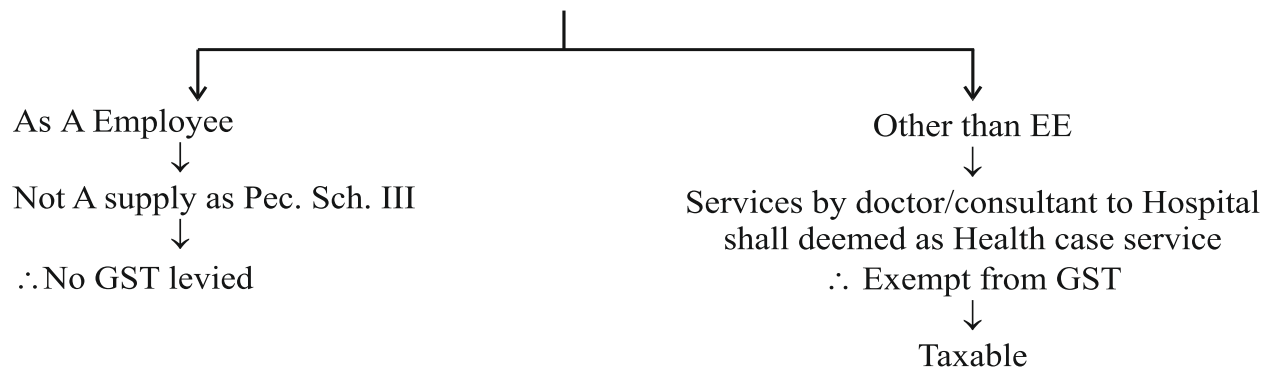 As A Employee
↓
Not A supply as Pec. Sch. III
↓
∴No GST levied
Other than EE
↓
Services by doctor/consultant to Hospital
shall deemed as Health case service
∴ Exempt from GST
↓
Taxable